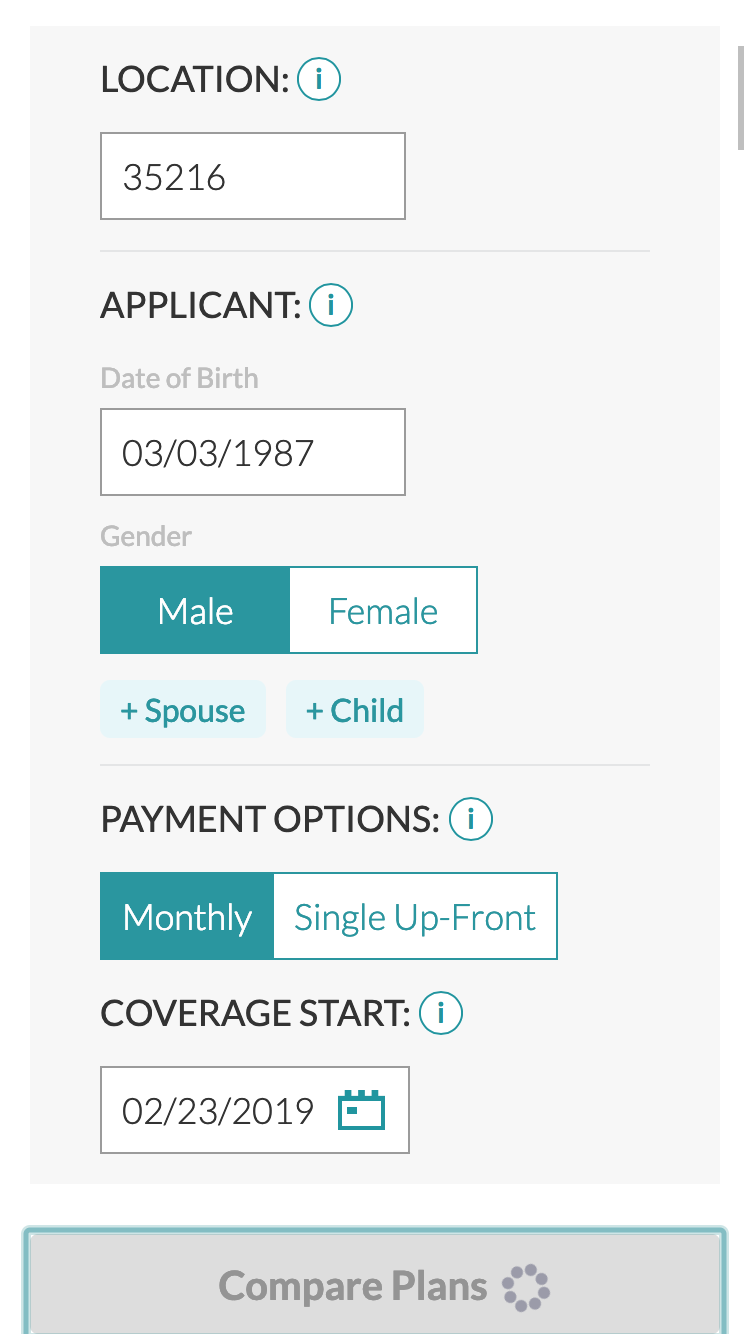 LOCATION: i
35216
APPLICANT: i
Date of Birth
03/03/1987
Gender
Male Female
+ Spouse + Child
PAYMENT OPTIONS: i
Monthly Single Up-Front
COVERAGE START: i
02/23/2019
Compare Plans